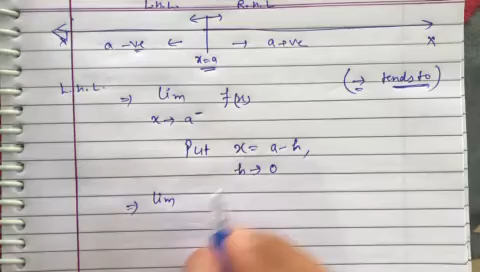 L.H.L. R.H.L.
x a -ve ← → a +ve x
x=a
L.H.L. (→ tends to)
⇒ lim f(x)
x → a⁻
Put x = a-h,
h → 0
⇒ lim